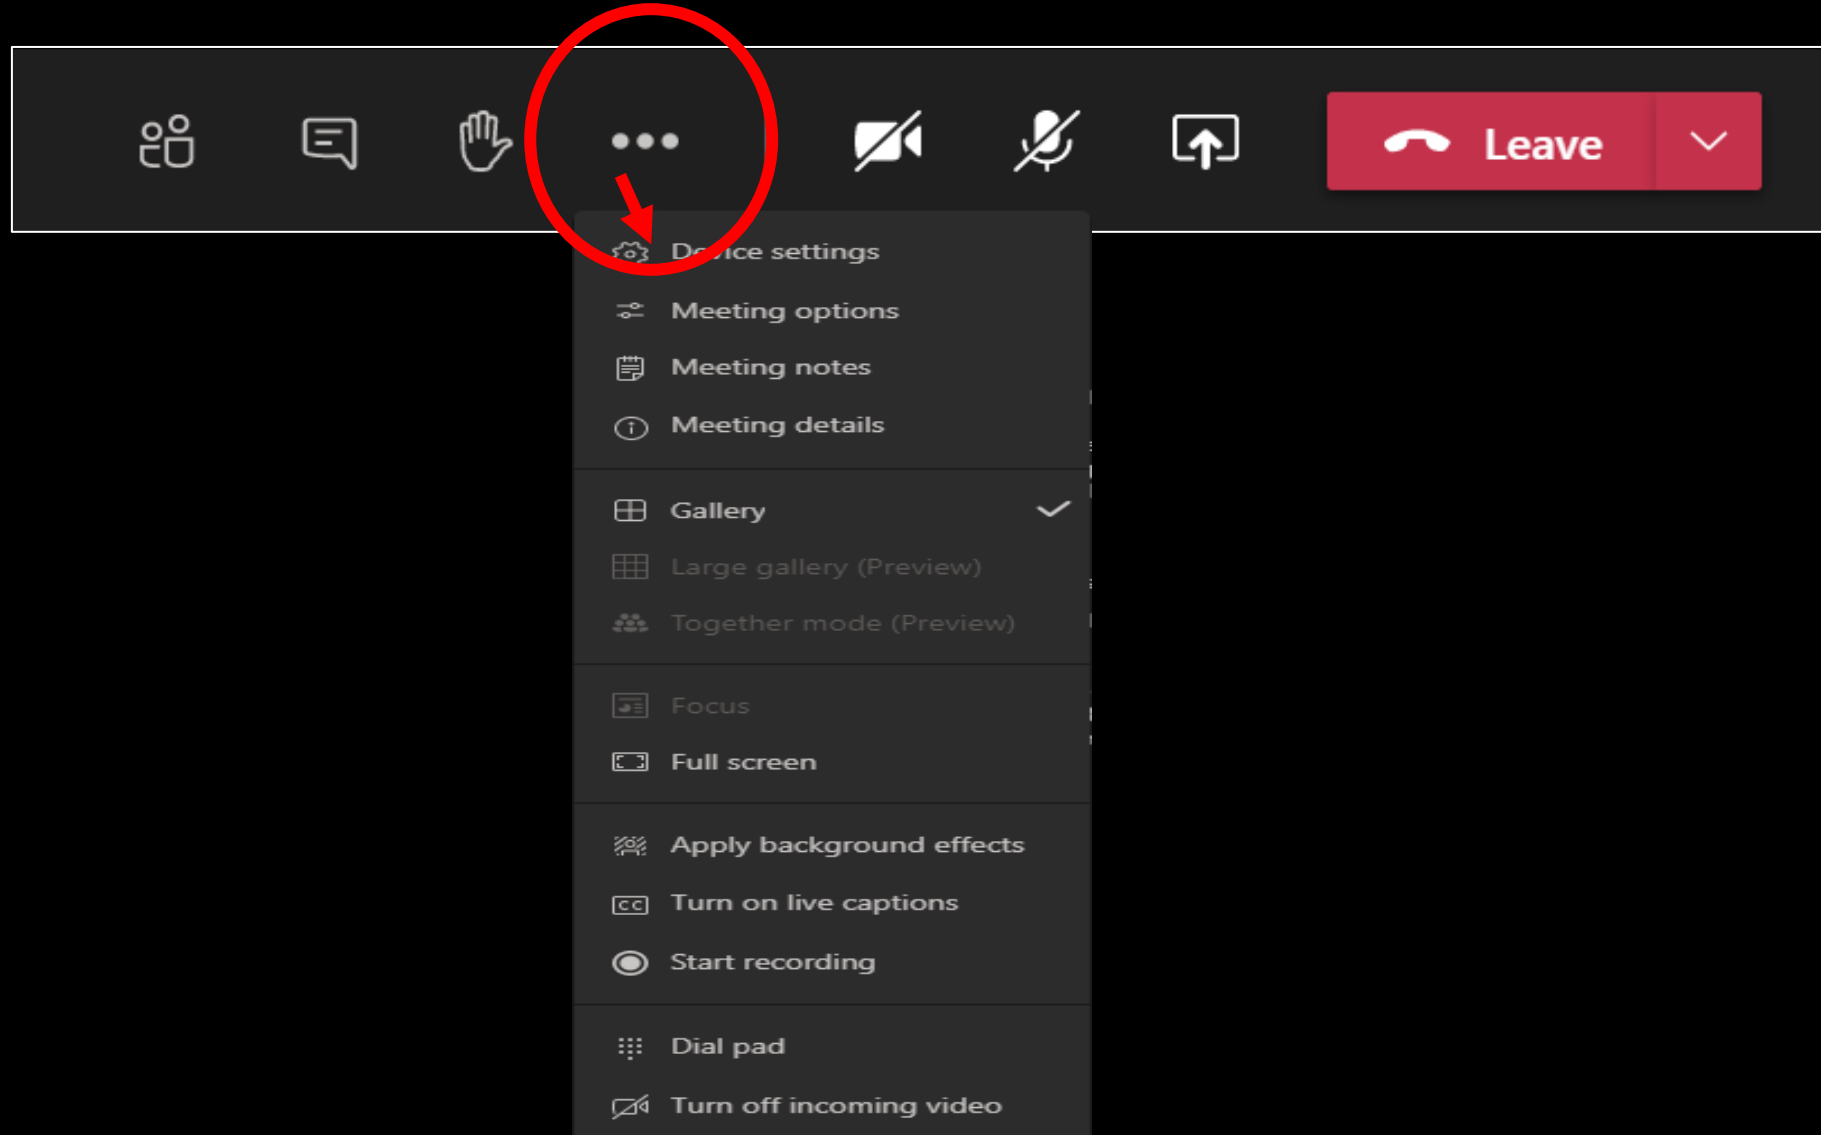 Leave
Device settings
Meeting options
Meeting notes
Meeting details
Gallery
Large gallery (Preview)
Together mode (Preview)
Focus
Full screen
Apply background effects
CC Turn on live captions
Start recording
Dial pad
Turn off incoming video